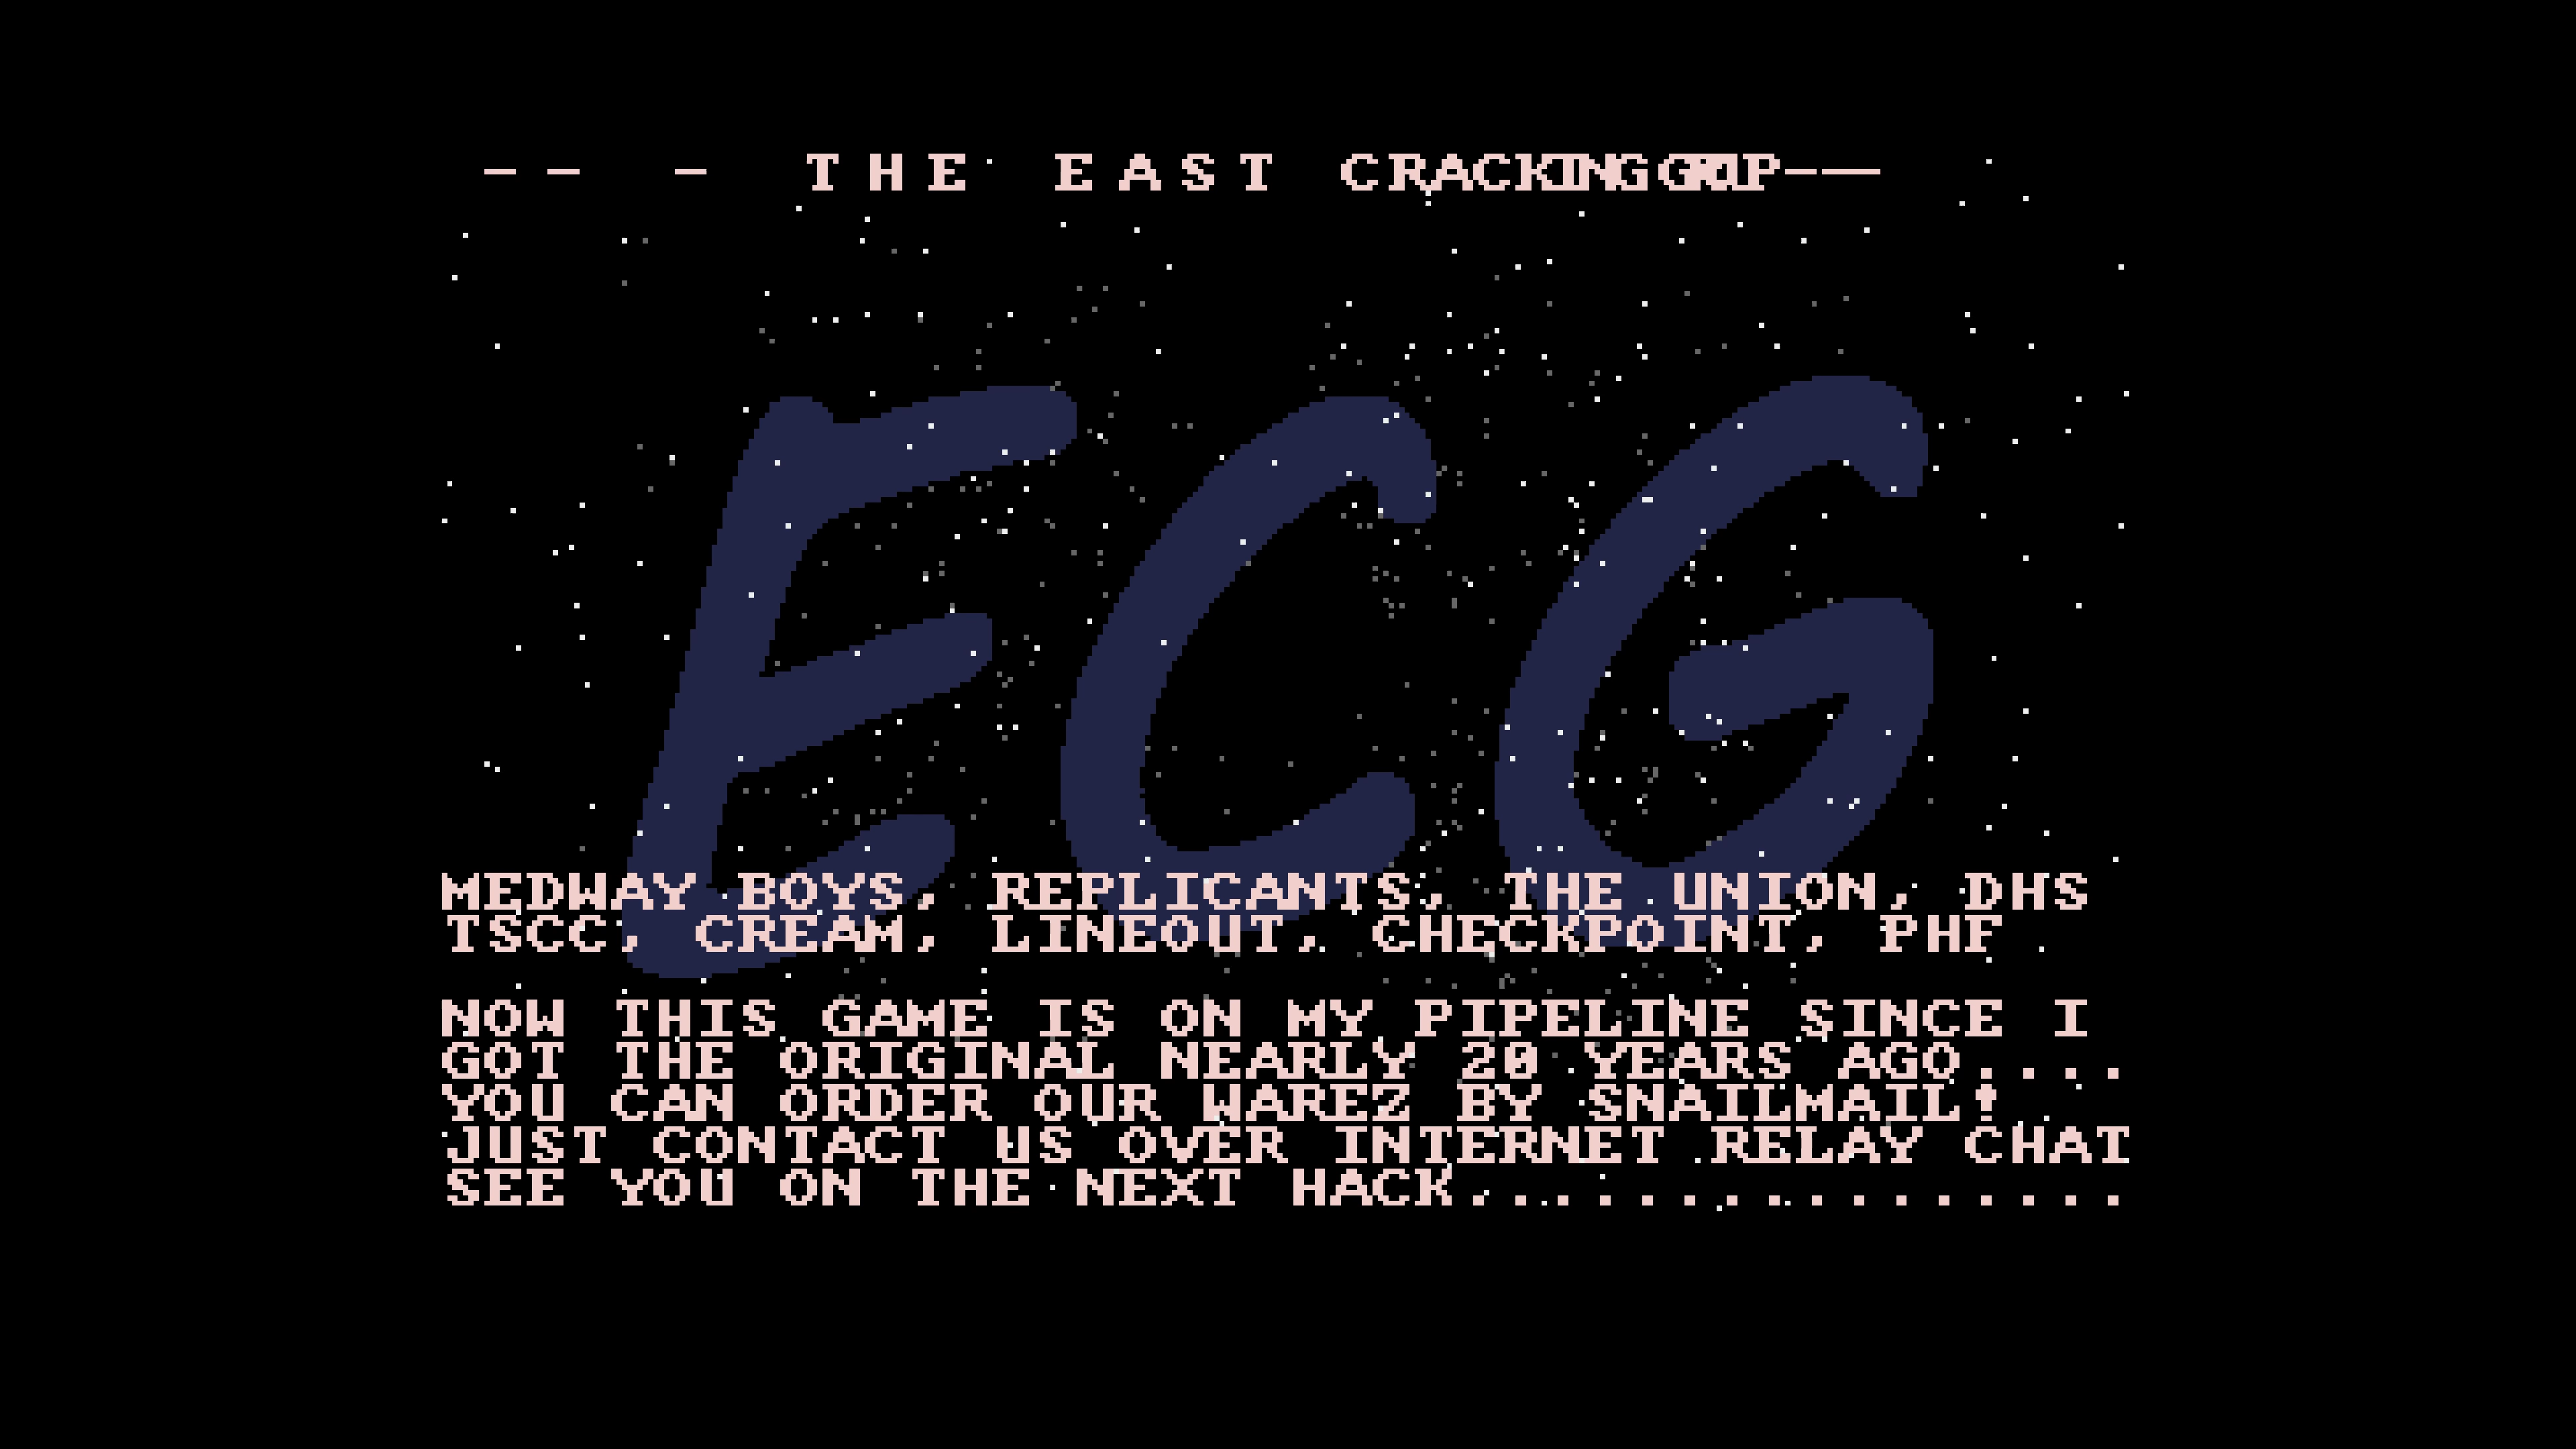 -- - THE EAST CRACKING GRP--
ECG
MEDWAY BOYS, REPLICANTS, THE UNION, DHS
TSCC, CREAM, LINEOUT, CHECKPOINT, PHF
NOW THIS GAME IS ON MY PIPELINE SINCE I
GOT THE ORIGINAL NEARLY 20 YEARS AGO....
YOU CAN ORDER OUR WAREZ BY SNAILMAIL!
JUST CONTACT US OVER INTERNET RELAY CHAT
SEE YOU ON THE NEXT HACK................